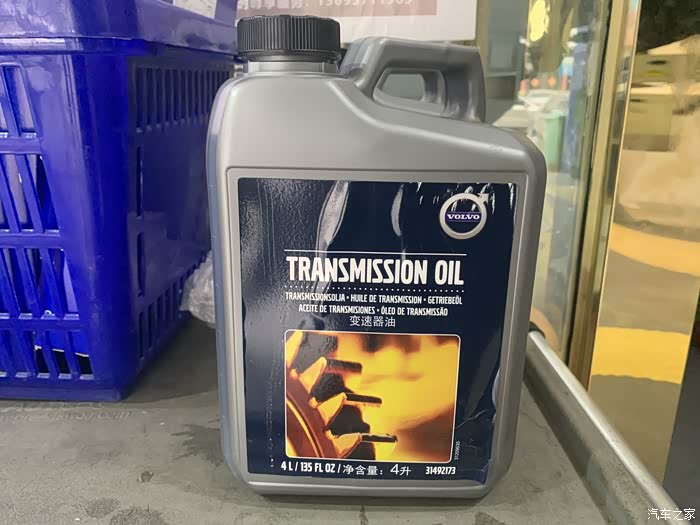 VOLVO
TRANSMISSION OIL
TRANSMISSIONSOLJA • HUILE DE TRANSMISSION • GETRIEBEÖL
ACEITE DE TRANSMISIONES • ÓLEO DE TRANSMISSÃO
变速器油
4 L / 135 FL OZ / 净含量：4升
31492173
汽车之家